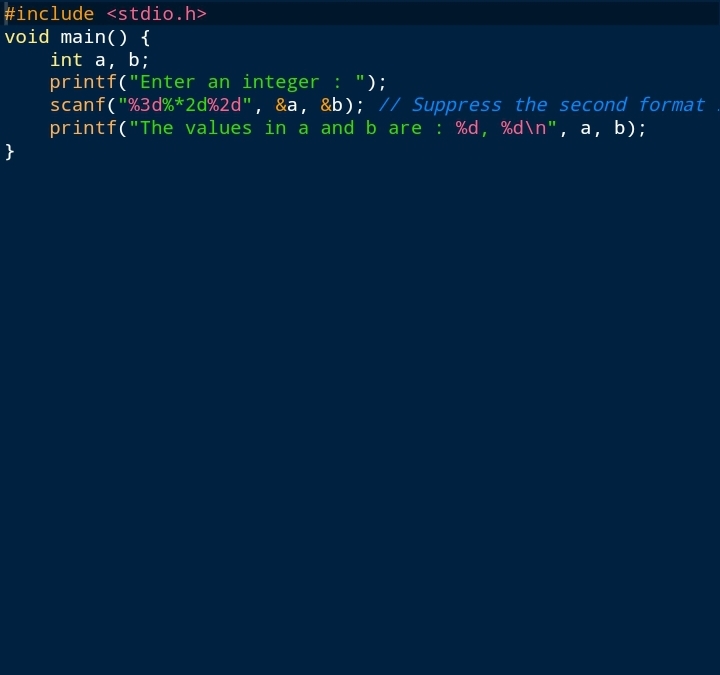 #include <stdio.h>
void main() {
    int a, b;
    printf("Enter an integer : ");
    scanf("%3d%*2d%2d", &a, &b); // Suppress the second format
    printf("The values in a and b are : %d, %d\n", a, b);
}